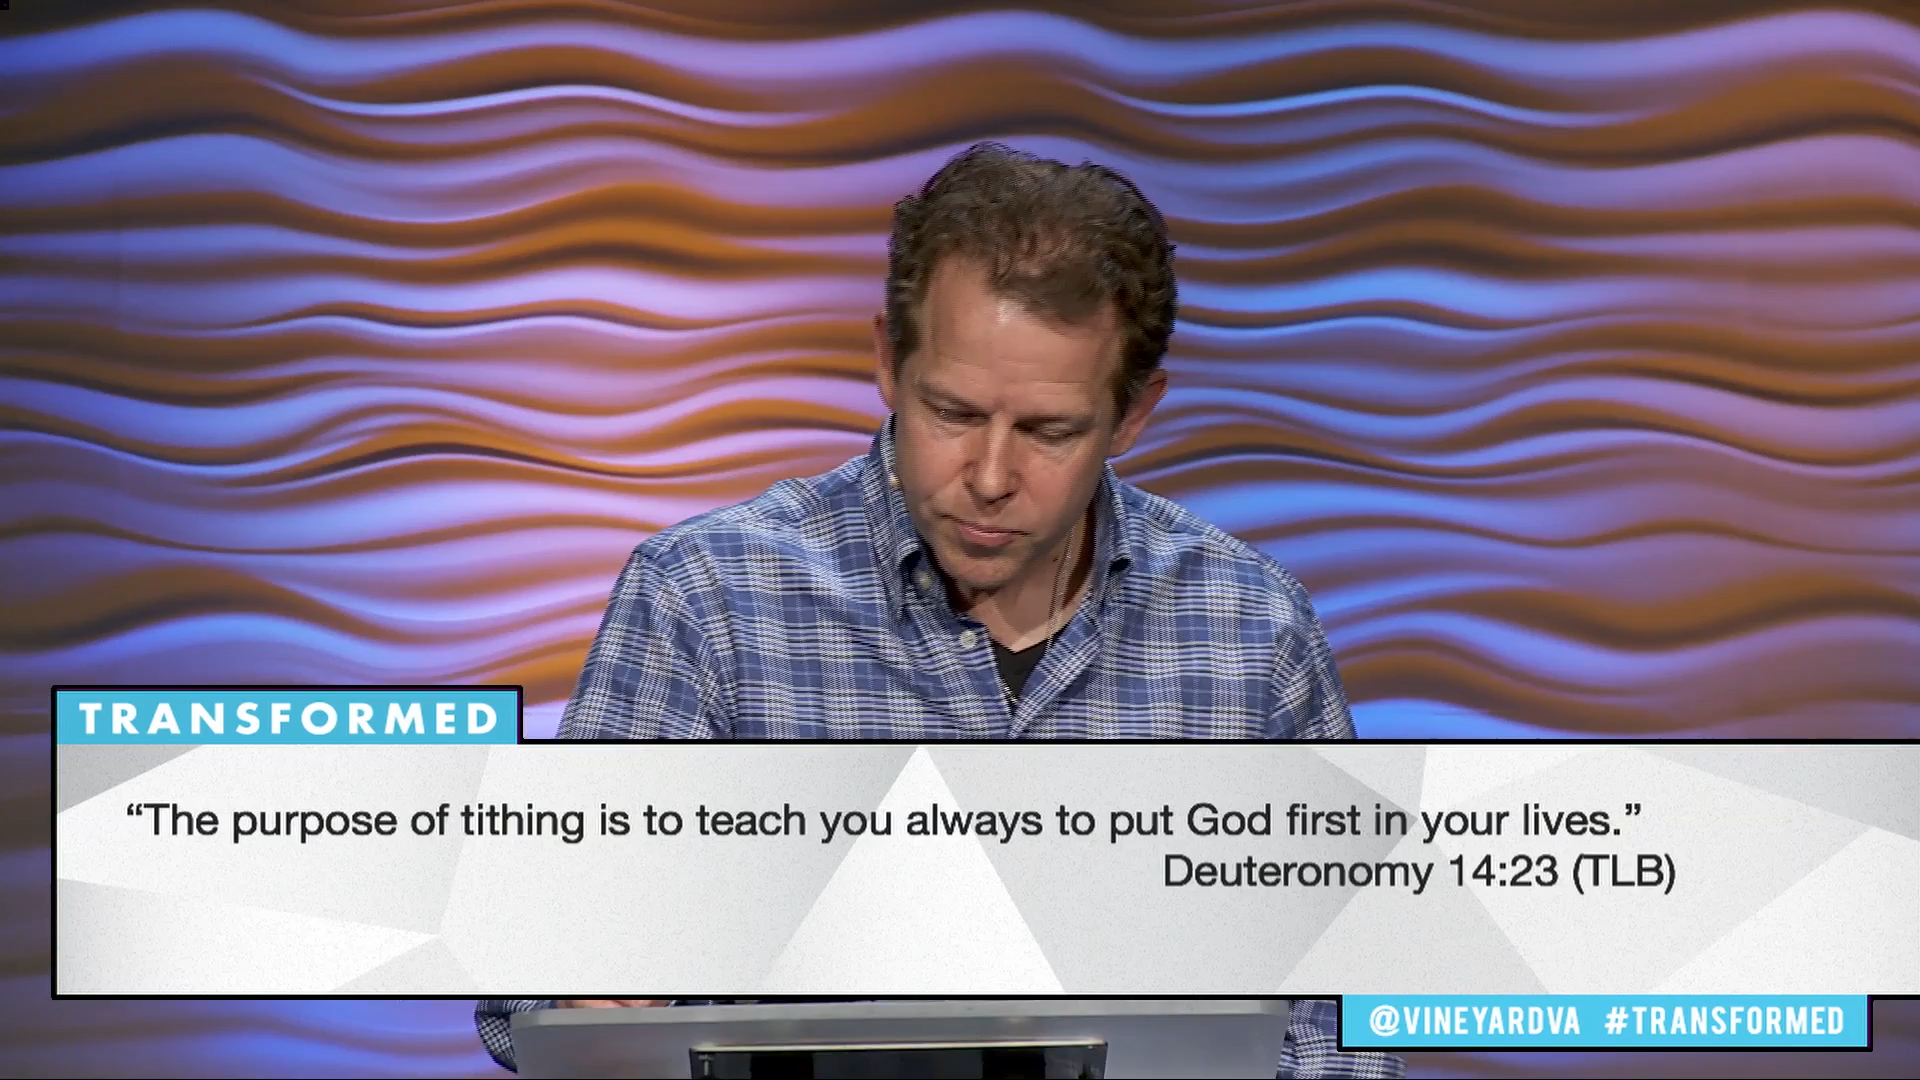 TRANSFORMED
“The purpose of tithing is to teach you always to put God first in your lives.”
Deuteronomy 14:23 (TLB)
@VINEYARDVA #TRANSFORMED